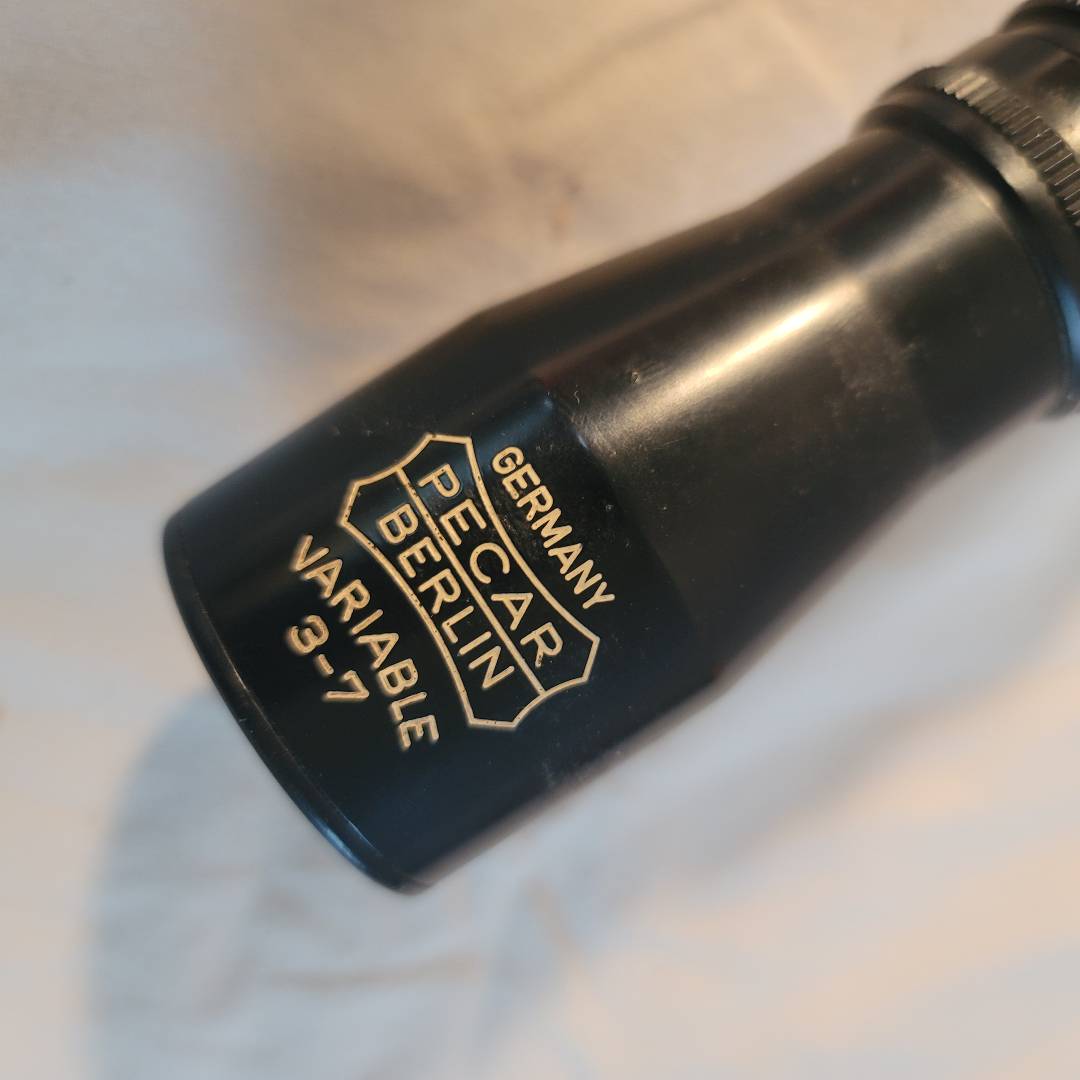 GERMANY
PECAR
BERLIN
VARIABLE
3-7